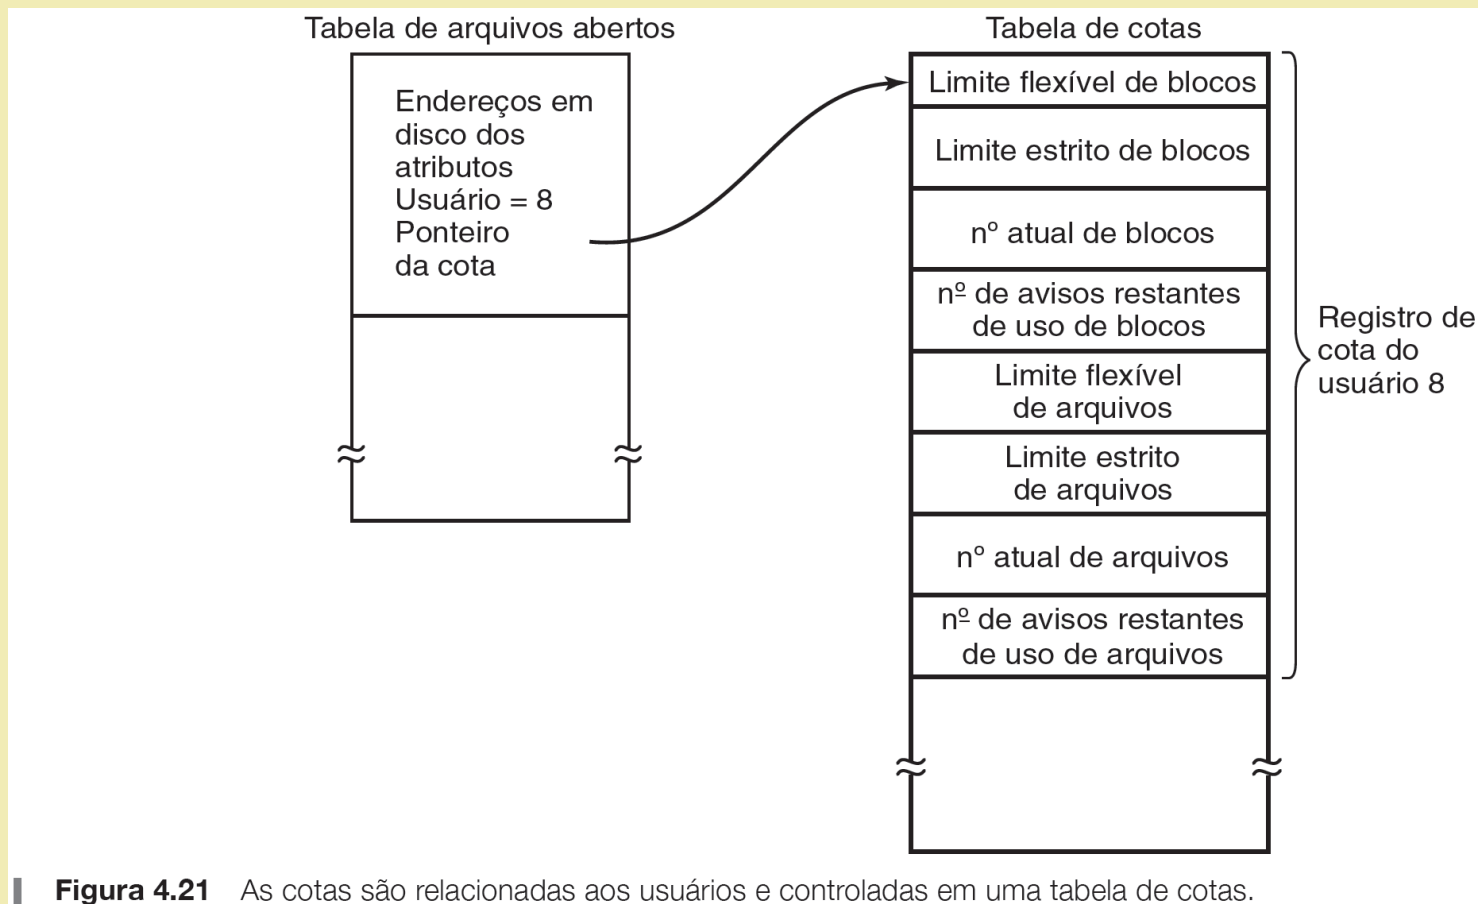 Tabela de arquivos abertos
Endereços em
disco dos
atributos
Usuário = 8
Ponteiro
da cota
Tabela de cotas
Limite flexível de blocos
Limite estrito de blocos
nº atual de blocos
nº de avisos restantes
de uso de blocos
Limite flexível
de arquivos
Limite estrito
de arquivos
nº atual de arquivos
nº de avisos restantes
de uso de arquivos
Registro de
cota do
usuário 8
Figura 4.21 As cotas são relacionadas aos usuários e controladas em uma tabela de cotas.